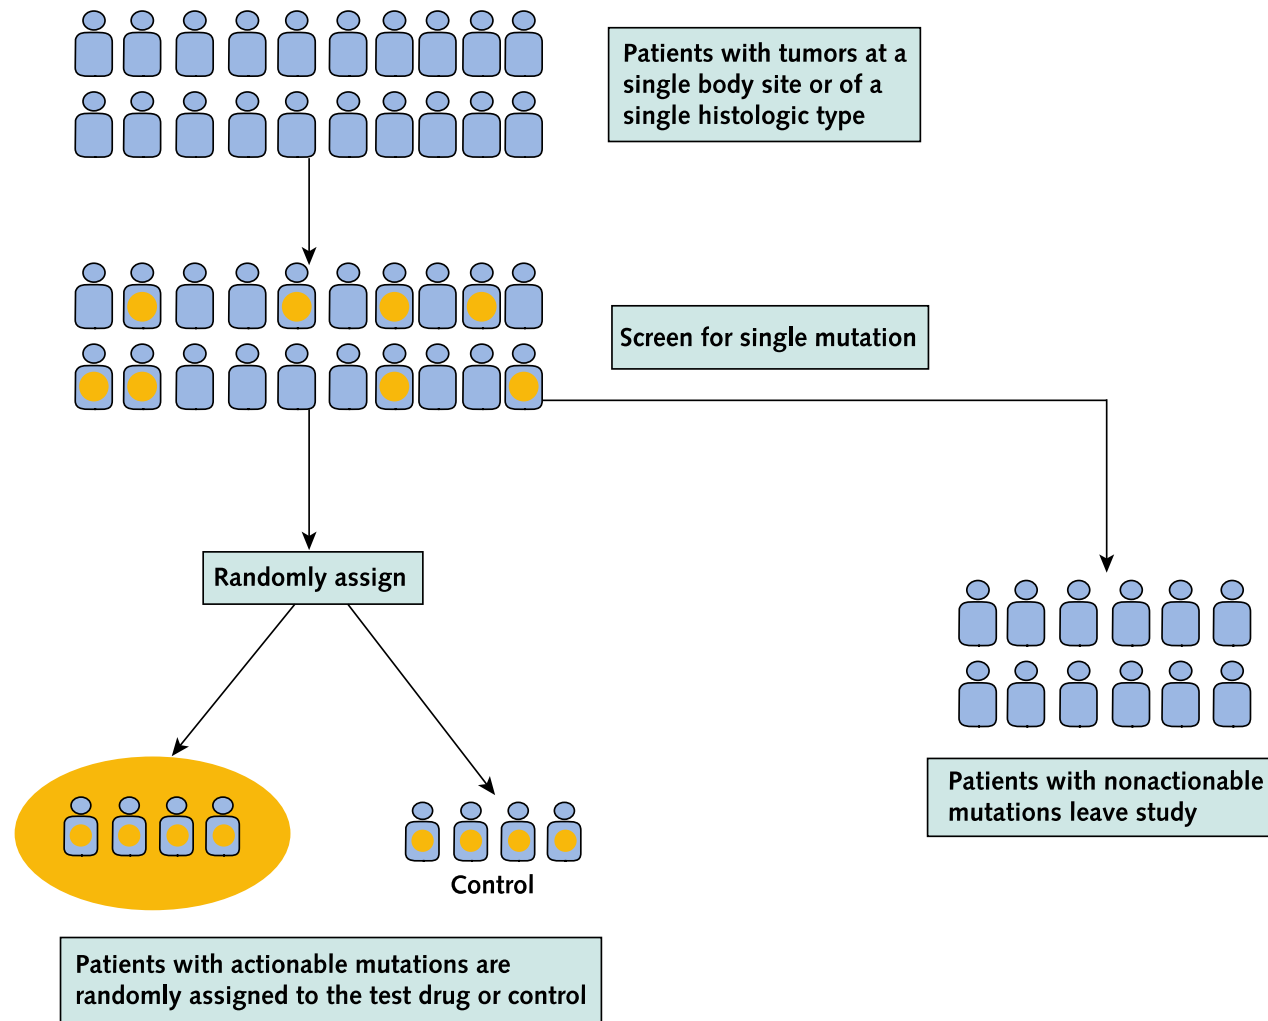 Patients with tumors at a
single body site or of a
single histologic type
Screen for single mutation
Randomly assign
Patients with nonactionable
mutations leave study
Control
Patients with actionable mutations are
randomly assigned to the test drug or control